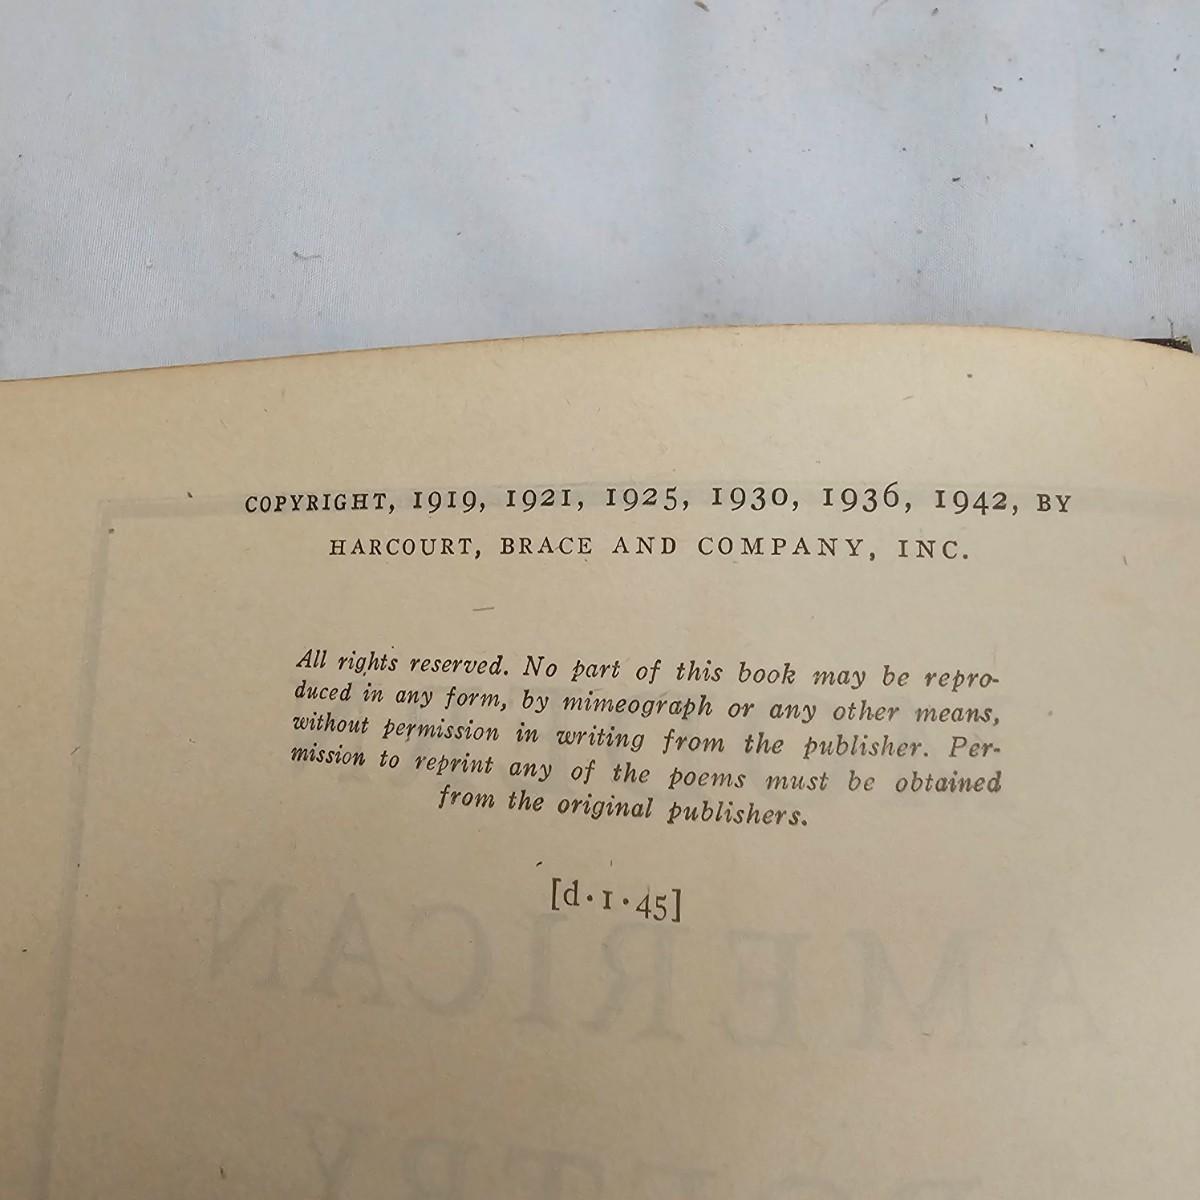 COPYRIGHT, 1919, 1921, 1925, 1930, 1936, 1942, BY
HARCOURT, BRACE AND COMPANY, INC.
All rights reserved. No part of this book may be repro-
duced in any form, by mimeograph or any other means,
without permission in writing from the publisher. Per-
mission to reprint any of the poems must be obtained
from the original publishers.
[d·1·45]
AMERICAN
POETRY